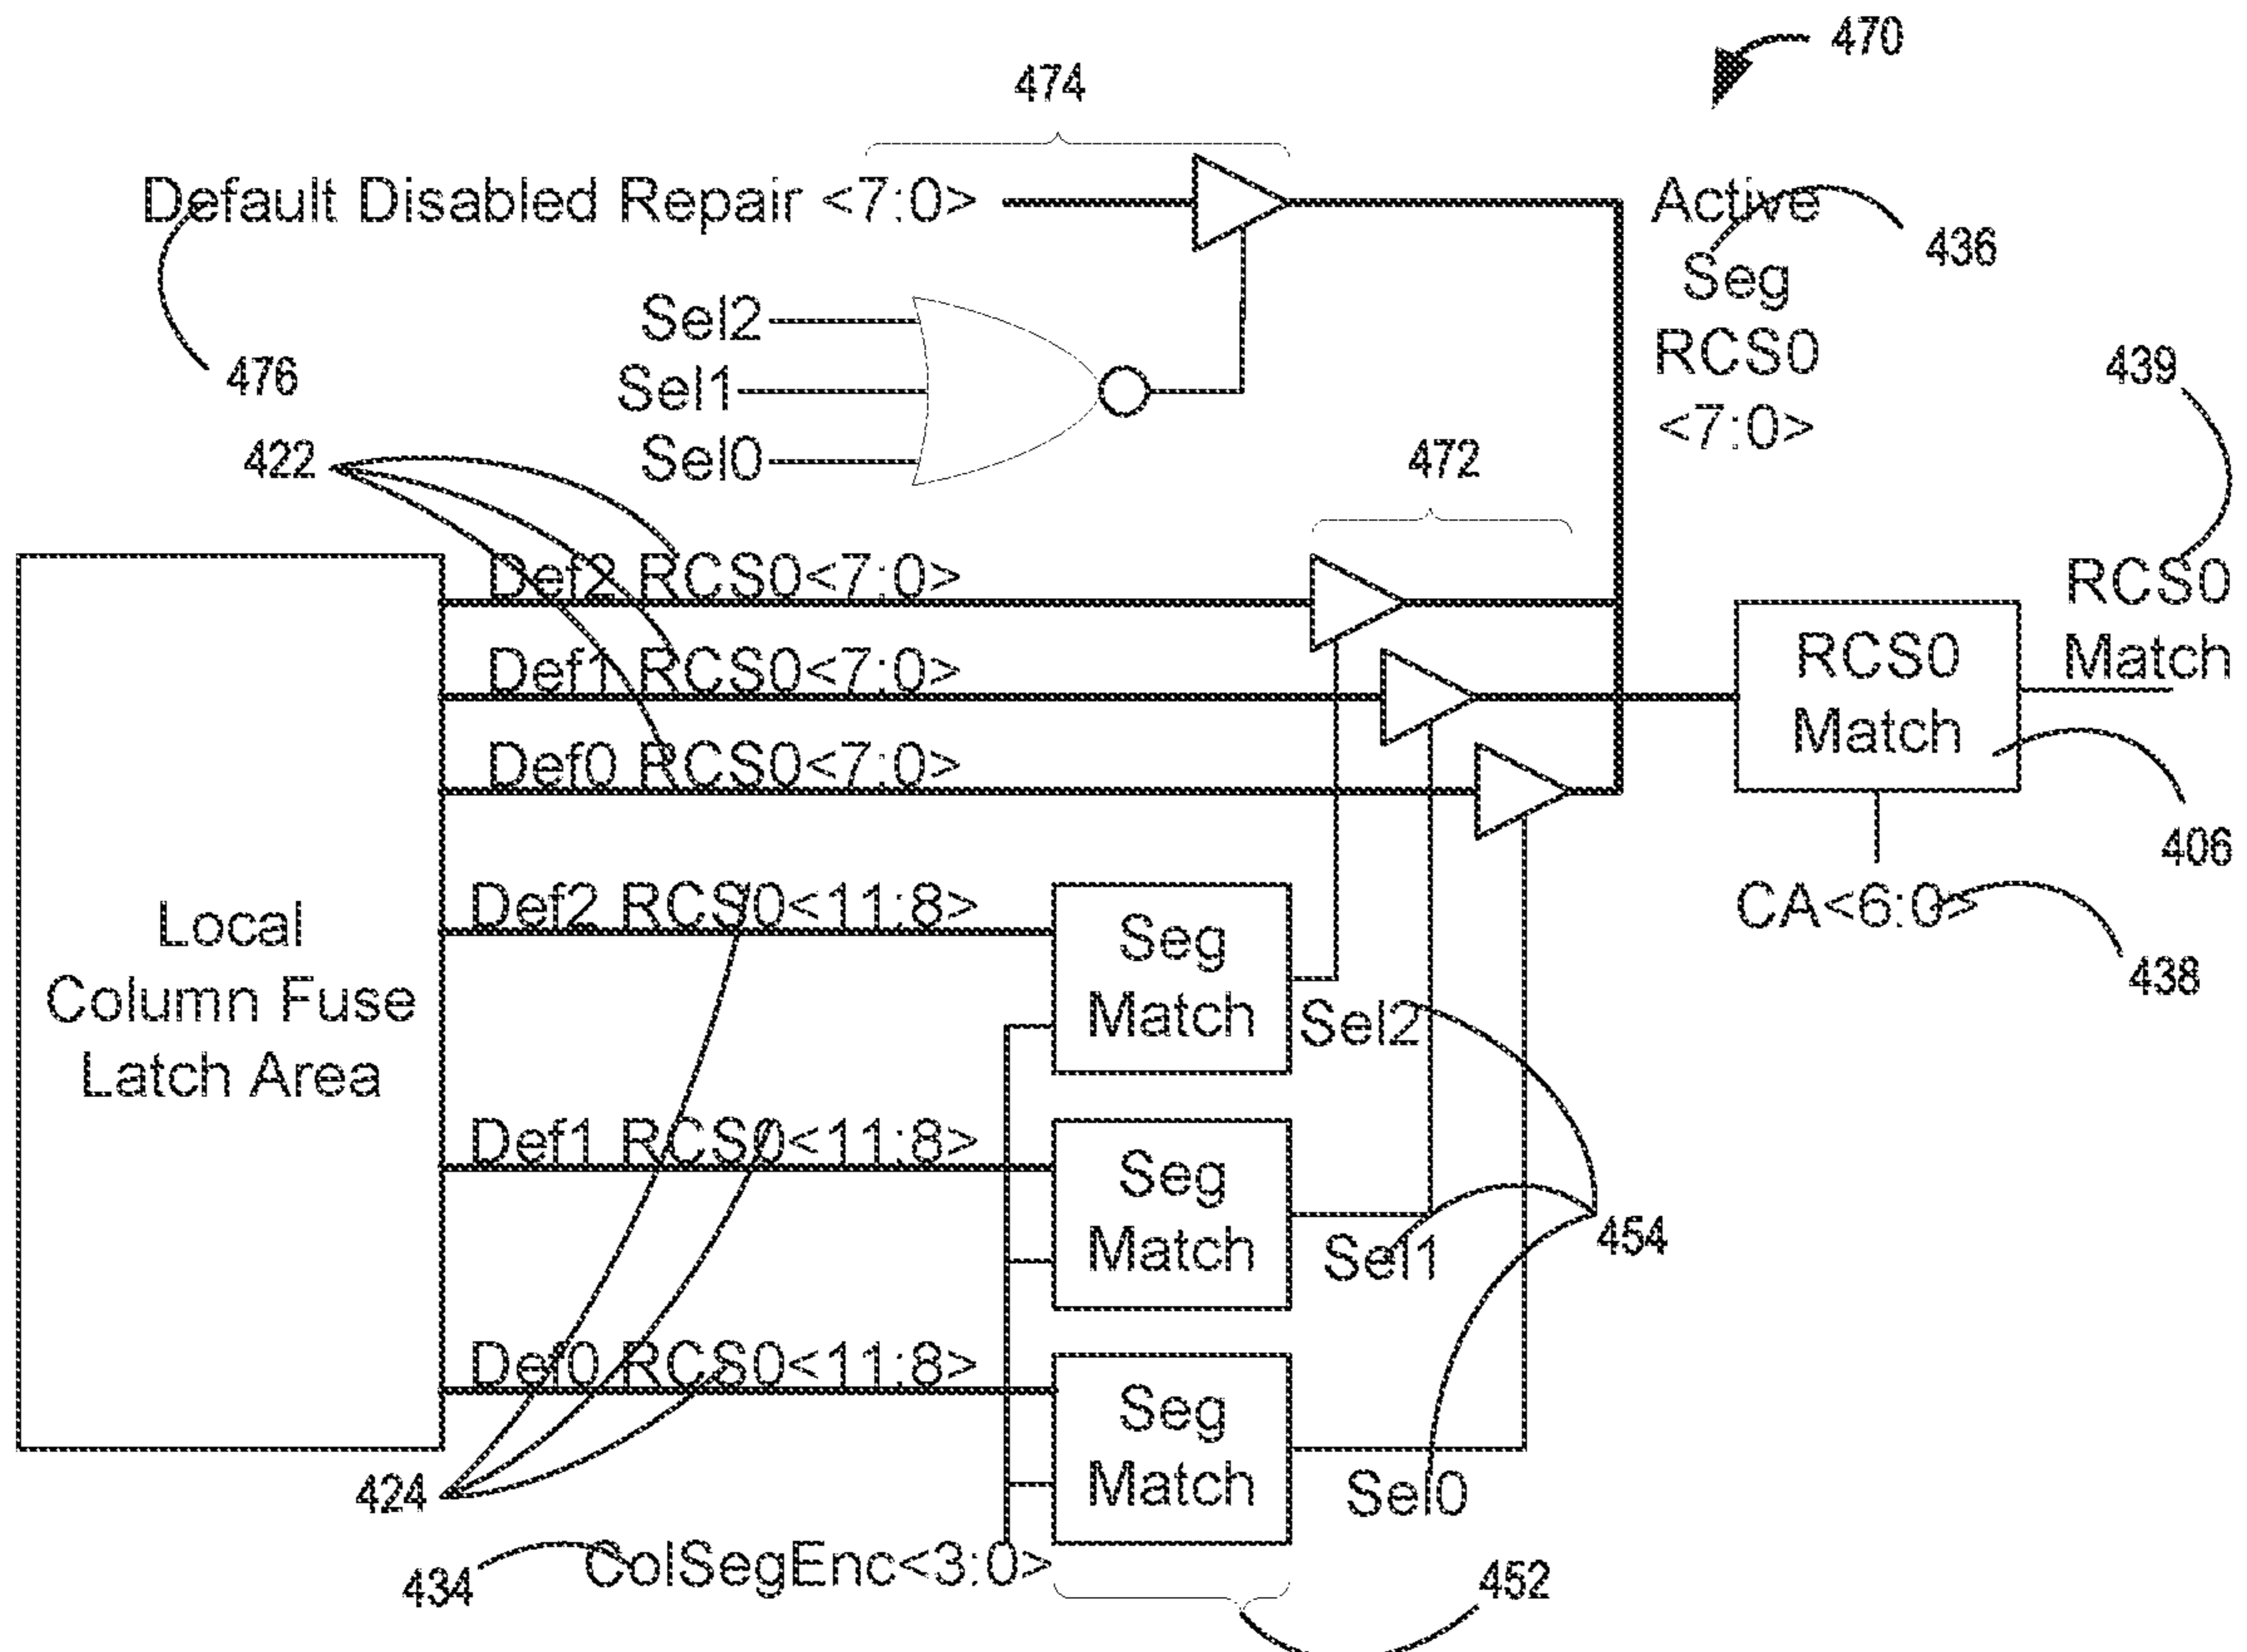 470
474
Default Disabled Repair <7:0>
Active
Seg
RCS0
<7:0>
436
Sel2
Sel1
Sel0
476
439
422
472
Def2 RCS0<7:0>
Def1 RCS0<7:0>
Def0 RCS0<7:0>
RCS0
Match
RCS0
Match
406
CA<6:0>
438
Local
Column Fuse
Latch Area
Def2 RCS0<11:8>
Seg
Match
Sel2
Def1 RCS0<11:8>
Seg
Match
Sel1
454
Def0 RCS0<11:8>
Seg
Match
Sel0
424
434
ColSegEnc<3:0>
452